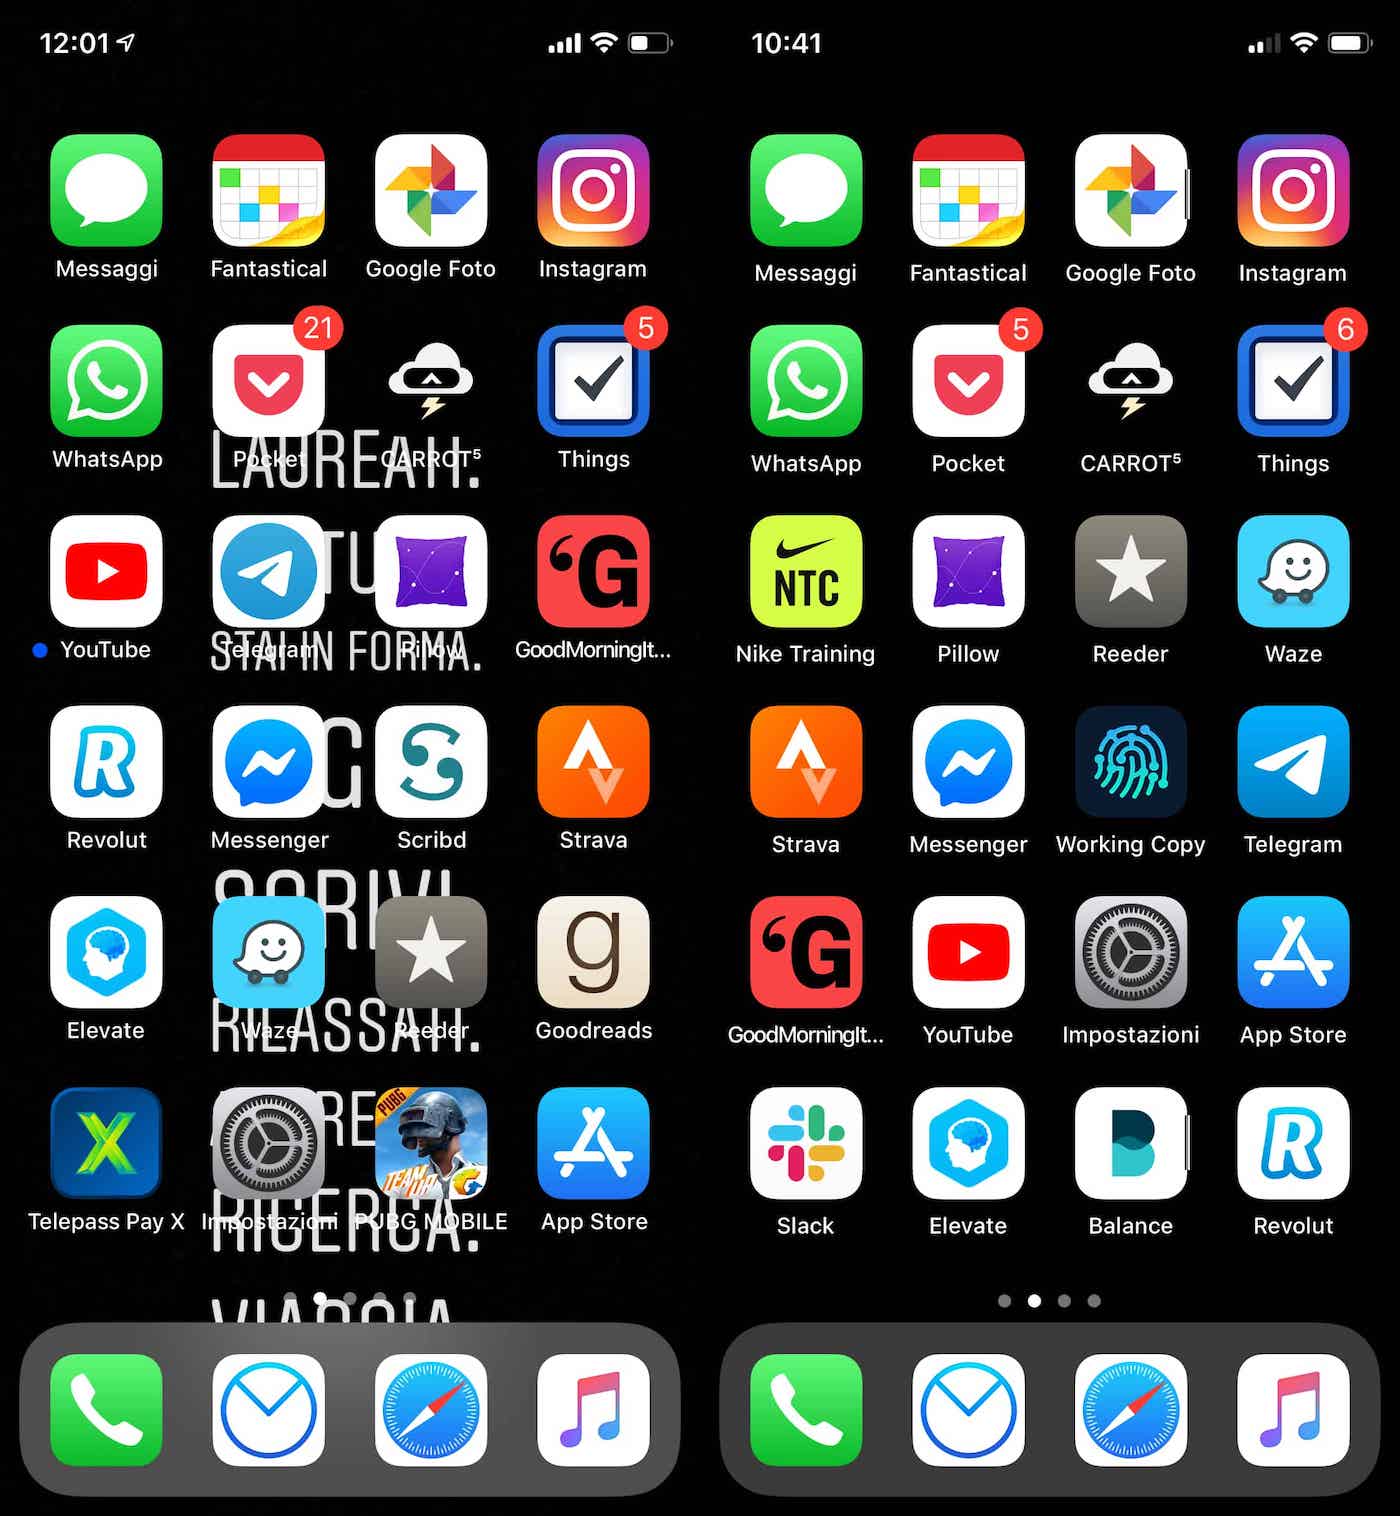 12:01
Messaggi Fantastical Google Foto Instagram
21 5
WhatsApp Pocket CARROT⁵ Things
LAUREATI.
‘G
YouTube Telegram Pillow GoodMorningIt...
STAI IN FORMA.
R
Revolut Messenger Scribd Strava
SCRIVI
g
Elevate Waze Reeder Goodreads
RILASSATI.
X PUBG
TEAM UP!
Telepass Pay X Impostazioni PUBG MOBILE App Store
RICERCA.
VIAGGIA
10:41
Messaggi Fantastical Google Foto Instagram
5 6
WhatsApp Pocket CARROT⁵ Things
NTC
Nike Training Pillow Reeder Waze
Strava Messenger Working Copy Telegram
‘G
GoodMorningIt... YouTube Impostazioni App Store
B R
Slack Elevate Balance Revolut